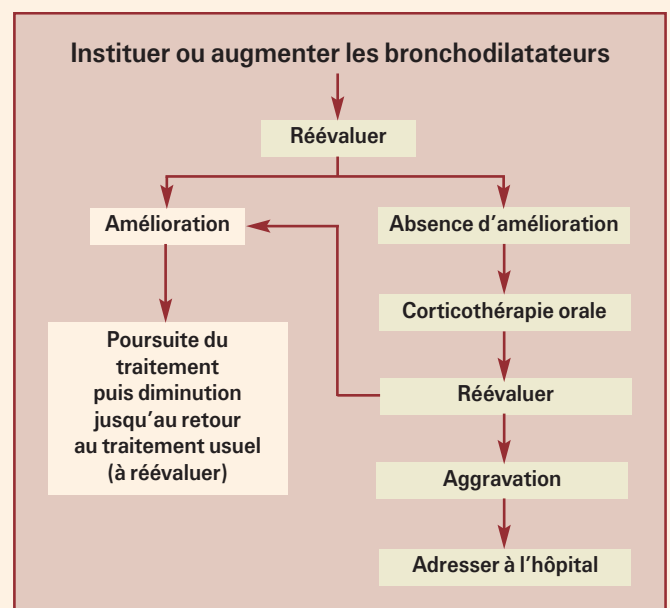 Instituer ou augmenter les bronchodilatateurs
Réévaluer
Amélioration
Absence d'amélioration
Corticothérapie orale
Poursuite du
traitement
puis diminution
jusqu'au retour
au traitement usuel
(à réévaluer)
Réévaluer
Aggravation
Adresser à l'hôpital